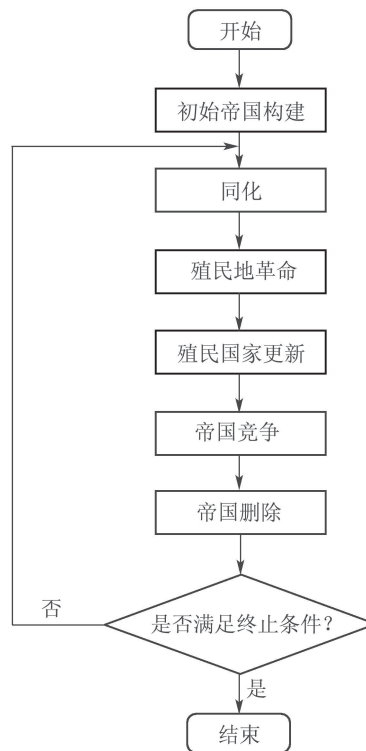 开始
初始帝国构建
同化
殖民地革命
殖民国家更新
帝国竞争
帝国删除
是否满足终止条件？
否
是
结束